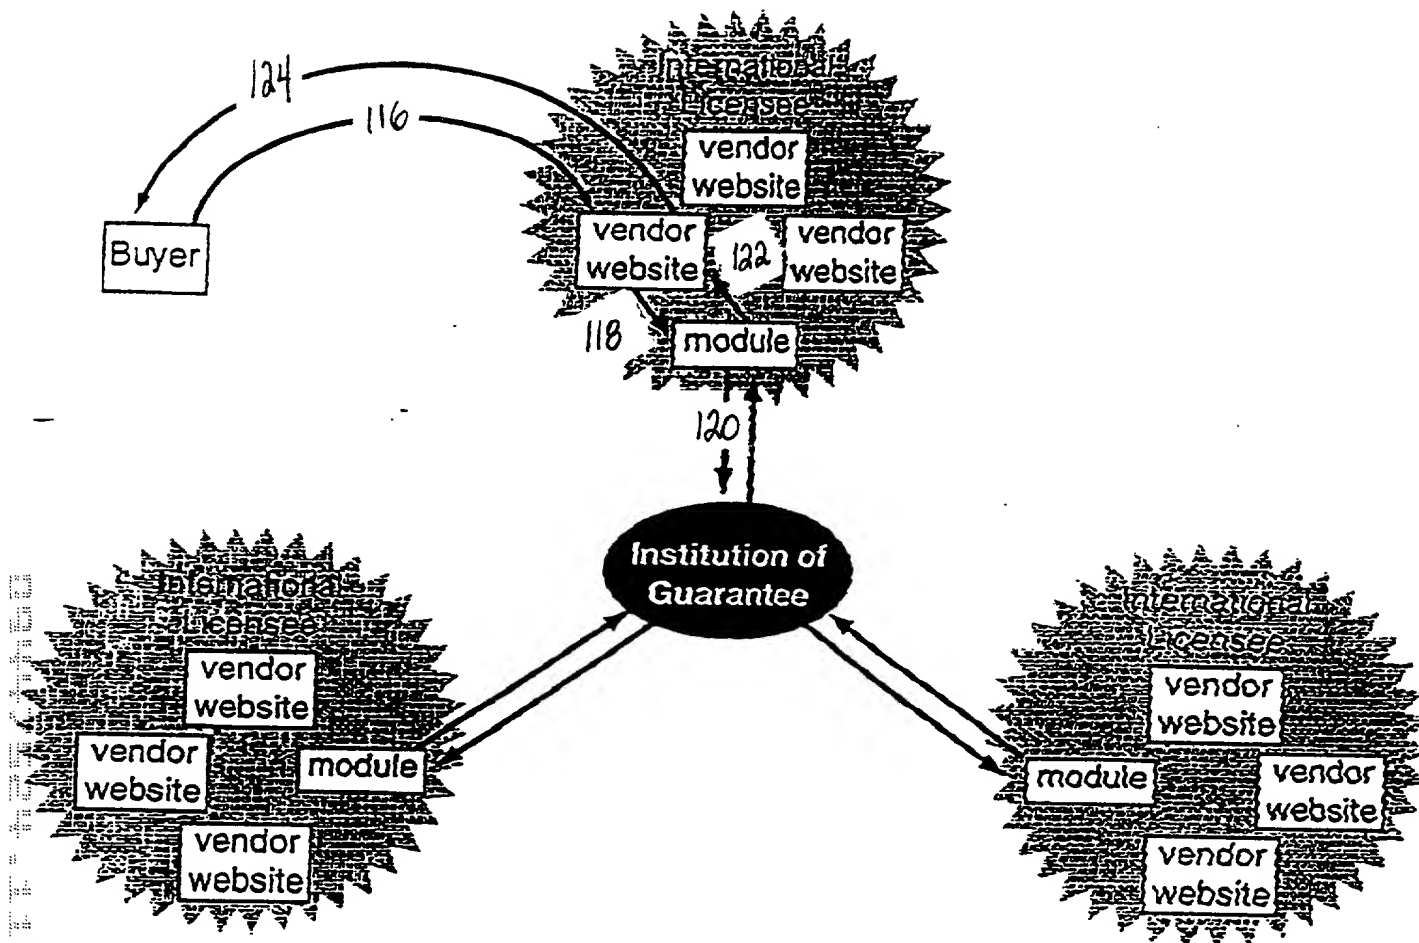 124
116
International
Licensee
vendor
website
Buyer
vendor
website
122
vendor
website
118
module
120
Institution of
Guarantee
International
Licensee
vendor
website
vendor
website
module
vendor
website
International
Licensee
vendor
website
module
vendor
website
vendor
website